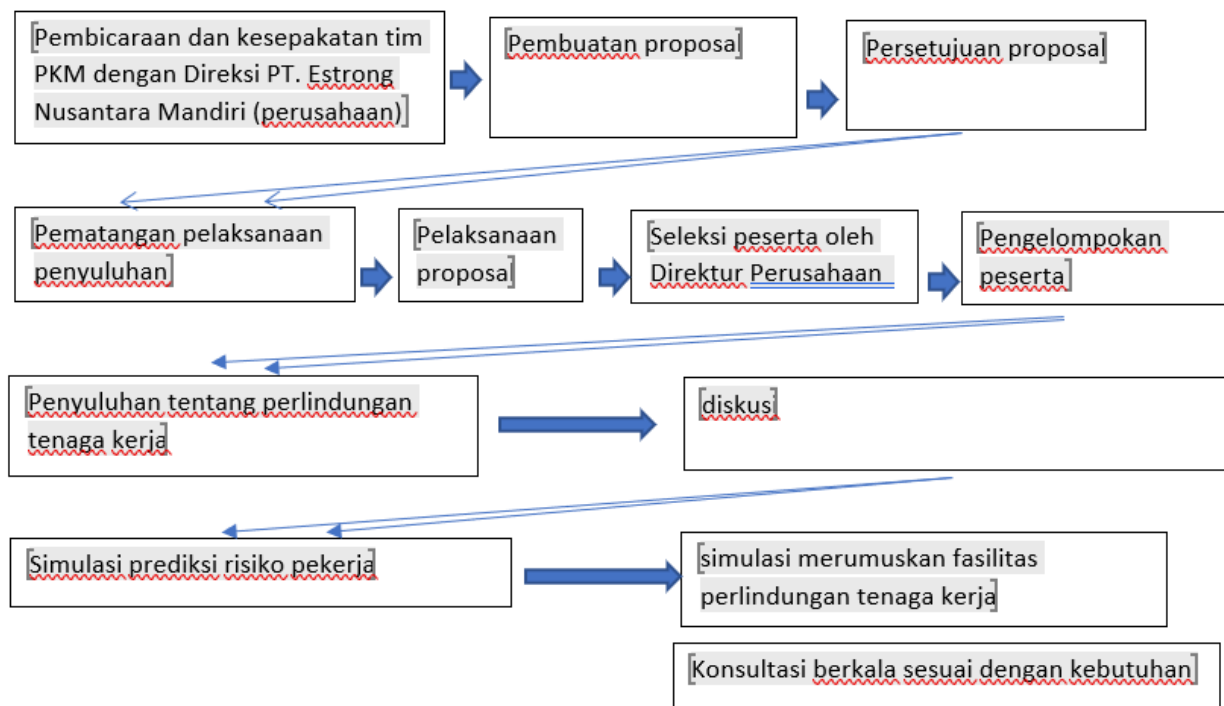 [Pembicaraan dan kesepakatan tim
PKM dengan Direksi PT. Estrong
Nusantara Mandiri (perusahaan)]
[Pembuatan proposal]
[Persetujuan proposal]
[Pematangan pelaksanaan
penyuluhan]
[Pelaksanaan
proposal]
[Seleksi peserta oleh
Direktur Perusahaan
[Pengelompokan
peserta]
[Penyuluhan tentang perlindungan
tenaga kerja]
[diskusi]
[Simulasi prediksi risiko pekerja]
[simulasi merumuskan fasilitas
perlindungan tenaga kerja]
[Konsultasi berkala sesuai dengan kebutuhan]